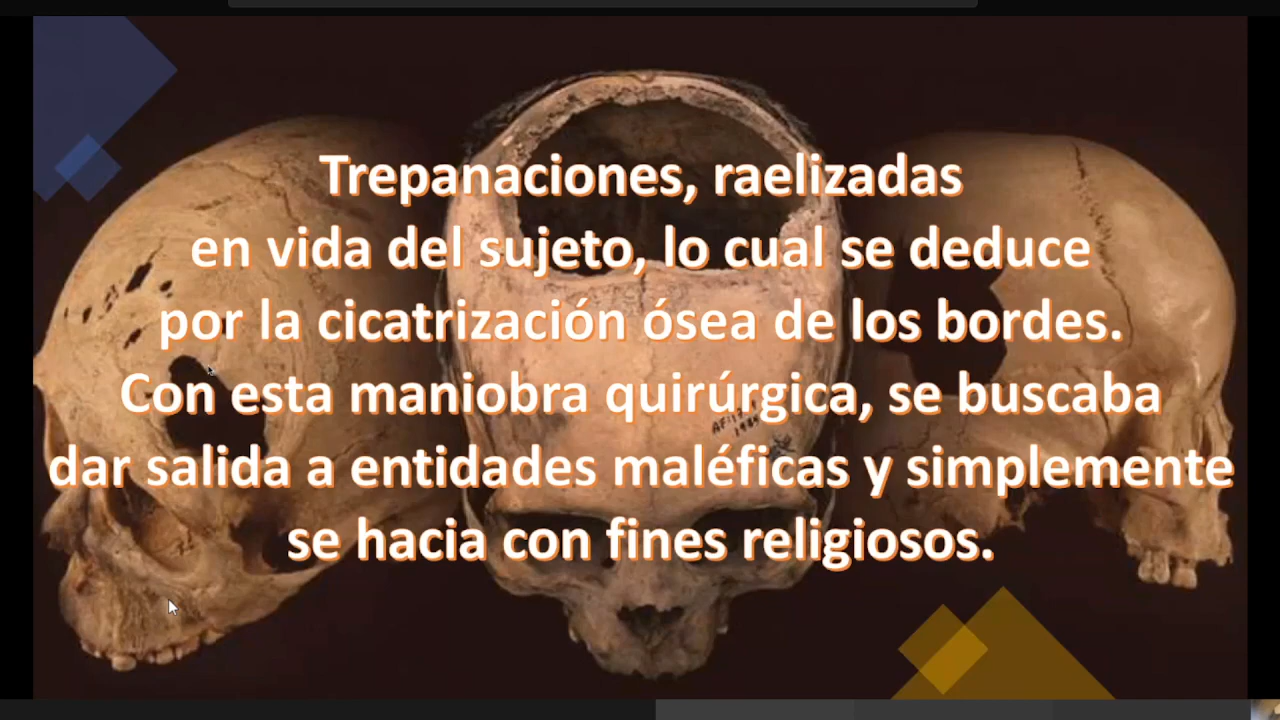 Trepanaciones, raelizadas
en vida del sujeto, lo cual se deduce
por la cicatrización ósea de los bordes.
Con esta maniobra quirúrgica, se buscaba
dar salida a entidades maléficas y simplemente
se hacia con fines religiosos.